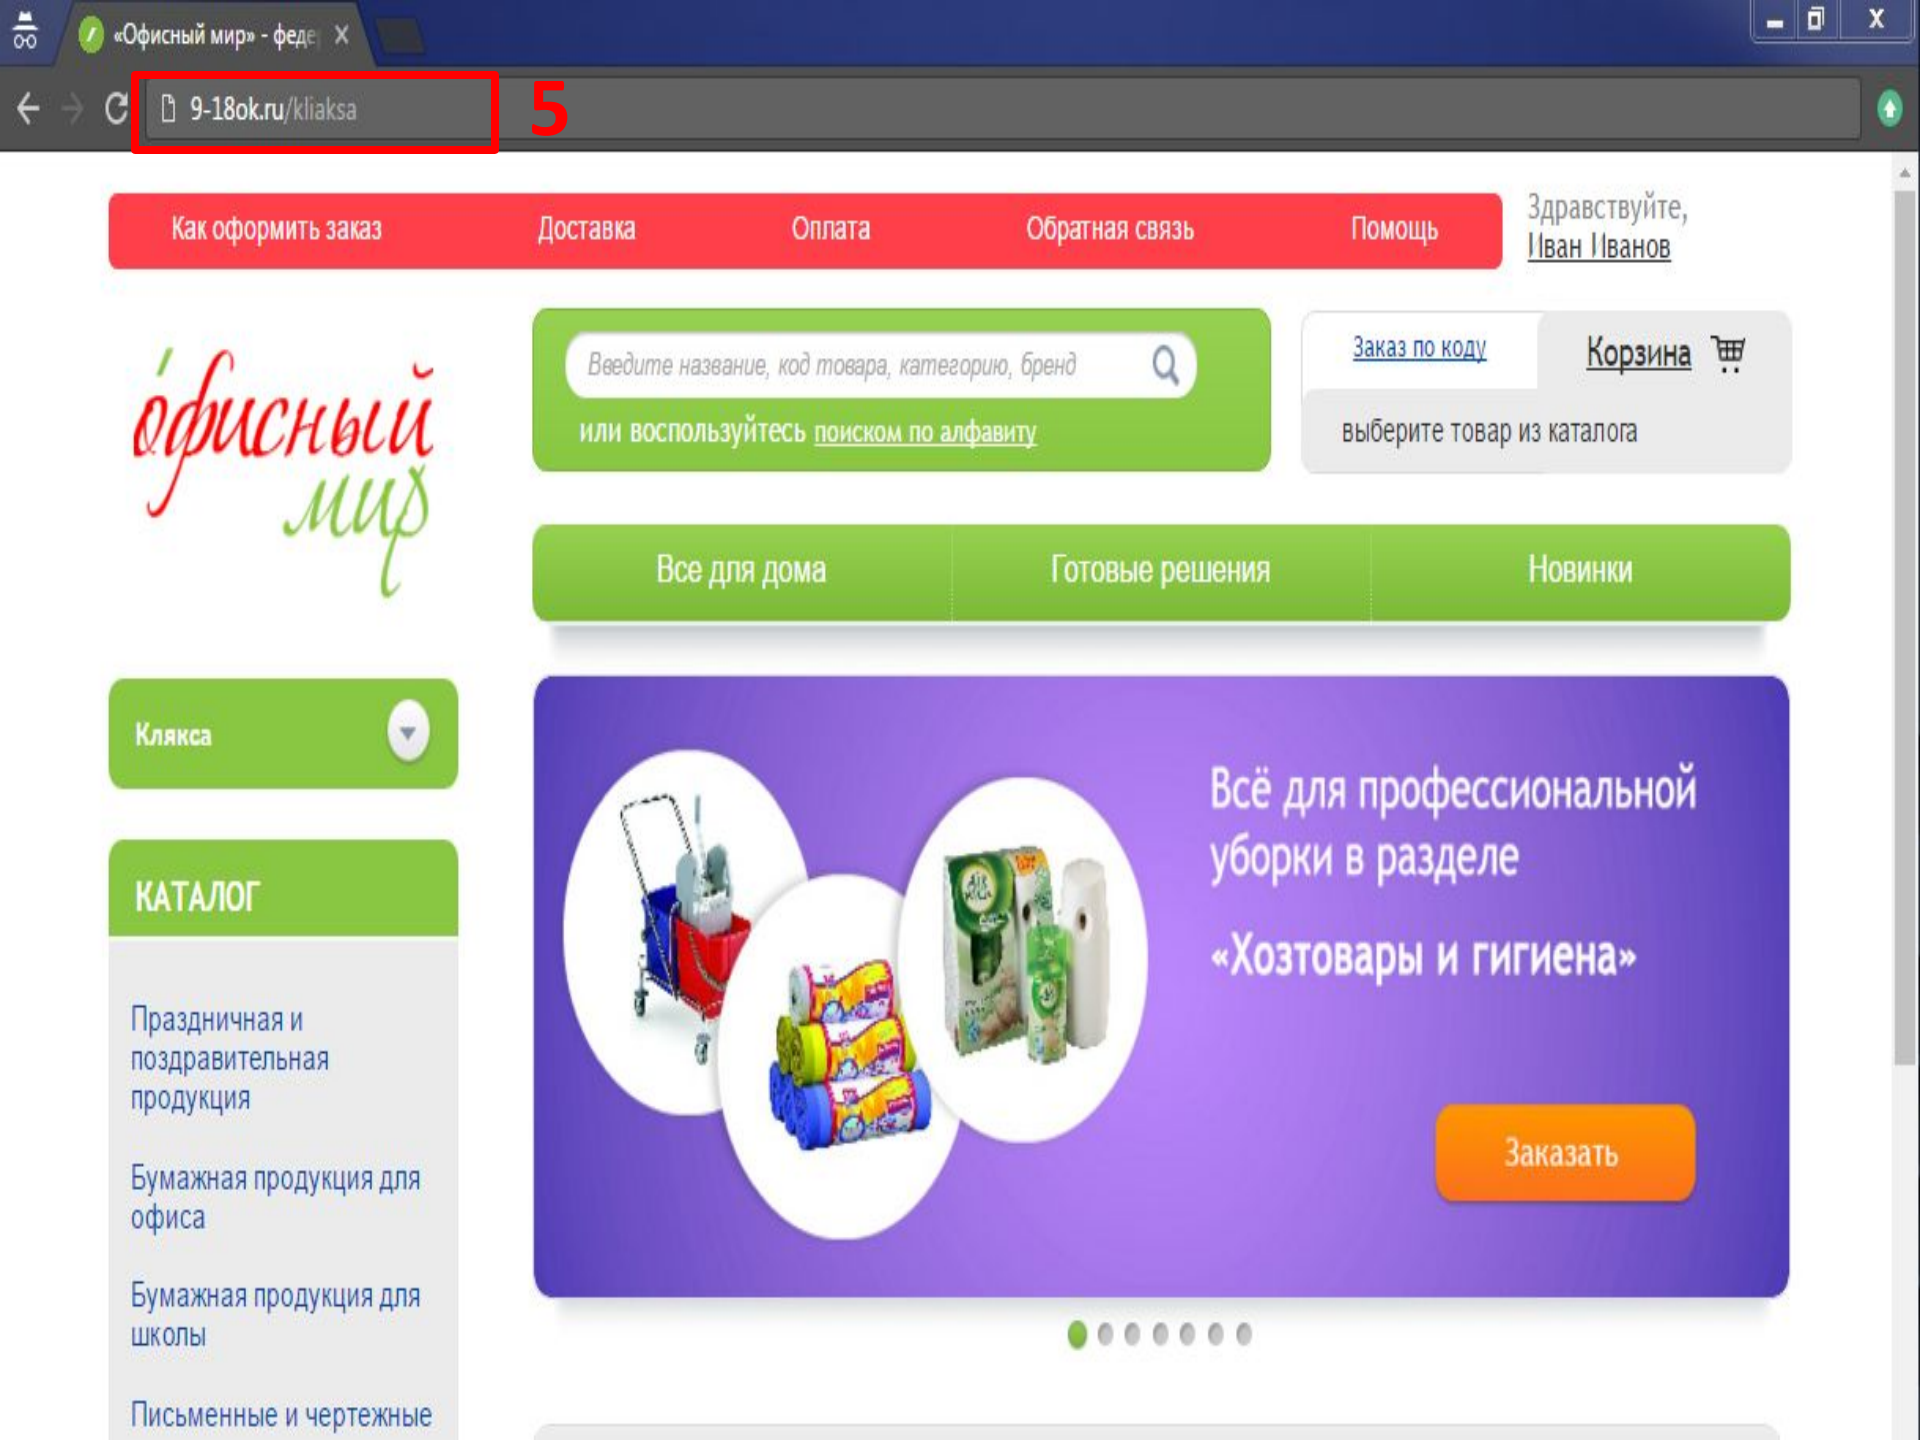 «Офисный мир» - феде
9-18ok.ru/kliaksa
5
Как оформить заказ
Доставка
Оплата
Обратная связь
Помощь
Здравствуйте,
Иван Иванов
офисный
мир
Введите название, код товара, категорию, бренд
или воспользуйтесь поиском по алфавиту
Заказ по коду
Корзина
выберите товар из каталога
Все для дома
Готовые решения
Новинки
Клякса
КАТАЛОГ
Праздничная и
поздравительная
продукция
Бумажная продукция для
офиса
Бумажная продукция для
школы
Письменные и чертежные
Всё для профессиональной
уборки в разделе
«Хозтовары и гигиена»
Заказать